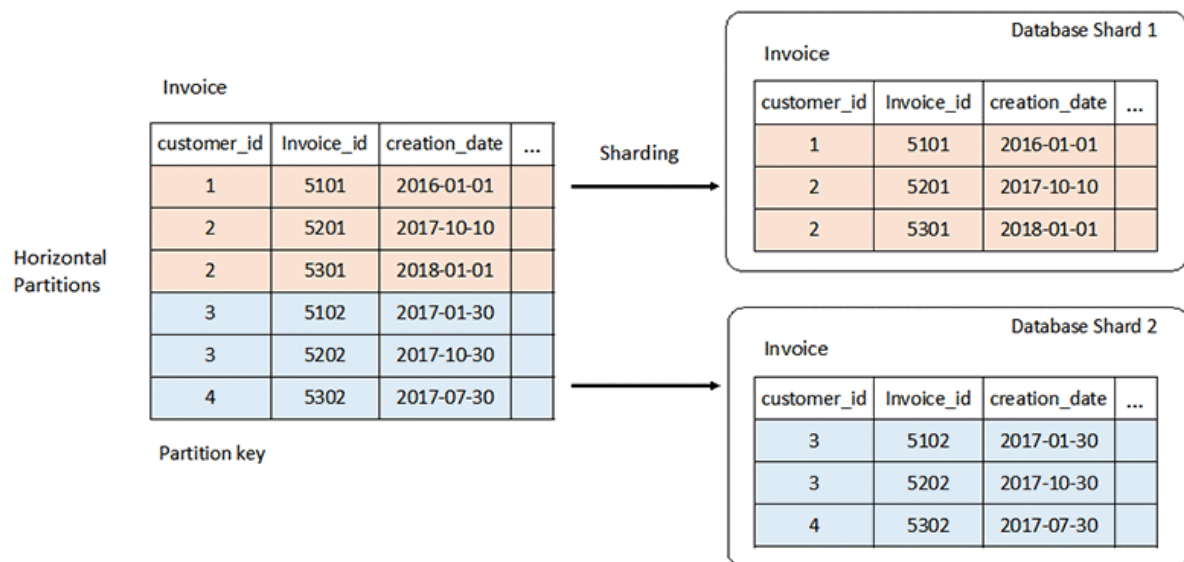 Invoice
customer_id Invoice_id creation_date ...
1 5101 2016-01-01
2 5201 2017-10-10
2 5301 2018-01-01
3 5102 2017-01-30
3 5202 2017-10-30
4 5302 2017-07-30
Horizontal
Partitions
Partition key
Sharding
Database Shard 1
Invoice
customer_id Invoice_id creation_date ...
1 5101 2016-01-01
2 5201 2017-10-10
2 5301 2018-01-01
Database Shard 2
Invoice
customer_id Invoice_id creation_date ...
3 5102 2017-01-30
3 5202 2017-10-30
4 5302 2017-07-30